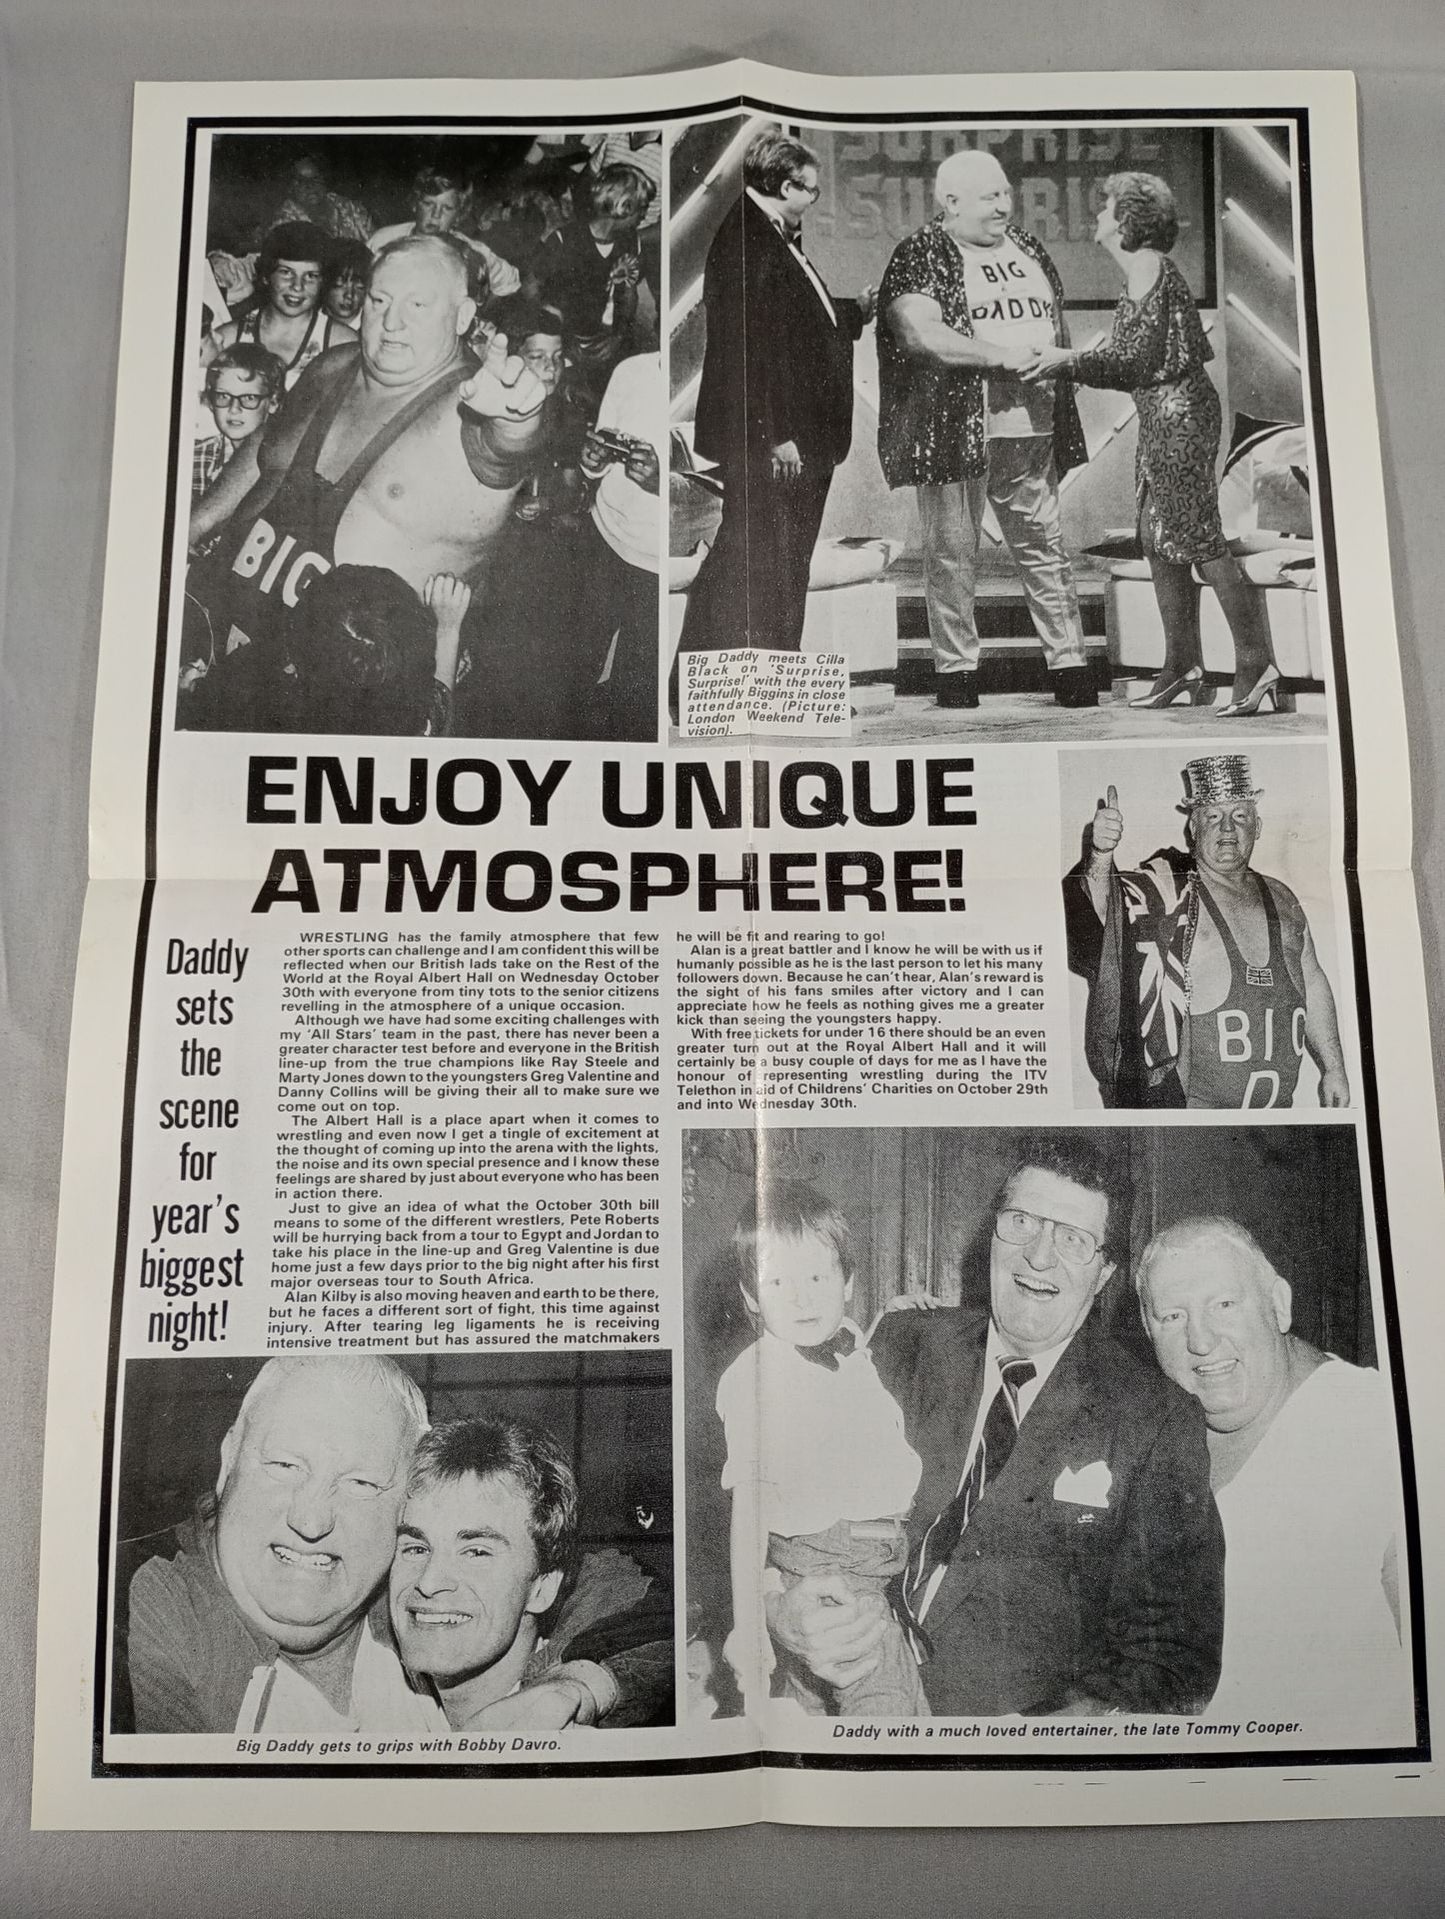 SURPRISE
SURPRISE
BIG
DADDY
BIG
Big Daddy meets Cilla
Black on 'Surprise,
Surprise!' with the every
faithfully Biggins in close
attendance. (Picture:
London Weekend Tele-
vision).
ENJOY UNIQUE
ATMOSPHERE!
Daddy
sets
the
scene
for
year's
biggest
night!
WRESTLING has the family atmosphere that few
other sports can challenge and I am confident this will be
reflected when our British lads take on the Rest of the
World at the Royal Albert Hall on Wednesday October
30th with everyone from tiny tots to the senior citizens
revelling in the atmosphere of a unique occasion.
Although we have had some exciting challenges with
my 'All Stars' team in the past, there has never been a
greater character test before and everyone in the British
line-up from the true champions like Ray Steele and
Marty Jones down to the youngsters Greg Valentine and
Danny Collins will be giving their all to make sure we
come out on top.
The Albert Hall is a place apart when it comes to
wrestling and even now I get a tingle of excitement at
the thought of coming up into the arena with the lights,
the noise and its own special presence and I know these
feelings are shared by just about everyone who has been
in action there.
Just to give an idea of what the October 30th bill
means to some of the different wrestlers, Pete Roberts
will be hurrying back from a tour to Egypt and Jordan to
take his place in the line-up and Greg Valentine is due
home just a few days prior to the big night after his first
major overseas tour to South Africa.
Alan Kilby is also moving heaven and earth to be there,
but he faces a different sort of fight, this time against
injury. After tearing leg ligaments he is receiving
intensive treatment but has assured the matchmakers
he will be fit and rearing to go!
Alan is a great battler and I know he will be with us if
humanly possible as he is the last person to let his many
followers down. Because he can't hear, Alan's reward is
the sight of his fans smiles after victory and I can
appreciate how he feels as nothing gives me a greater
kick than seeing the youngsters happy.
With free tickets for under 16 there should be an even
greater turn out at the Royal Albert Hall and it will
certainly be a busy couple of days for me as I have the
honour of representing wrestling during the ITV
Telethon in aid of Childrens' Charities on October 29th
and into Wednesday 30th.
BIG
D
Big Daddy gets to grips with Bobby Davro.
Daddy with a much loved entertainer, the late Tommy Cooper.